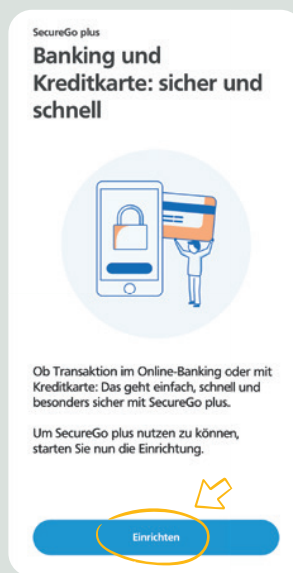 SecureGo plus
Banking und
Kreditkarte: sicher und
schnell
Ob Transaktion im Online-Banking oder mit
Kreditkarte: Das geht einfach, schnell und
besonders sicher mit SecureGo plus.
Um SecureGo plus nutzen zu können,
starten Sie nun die Einrichtung.
Einrichten